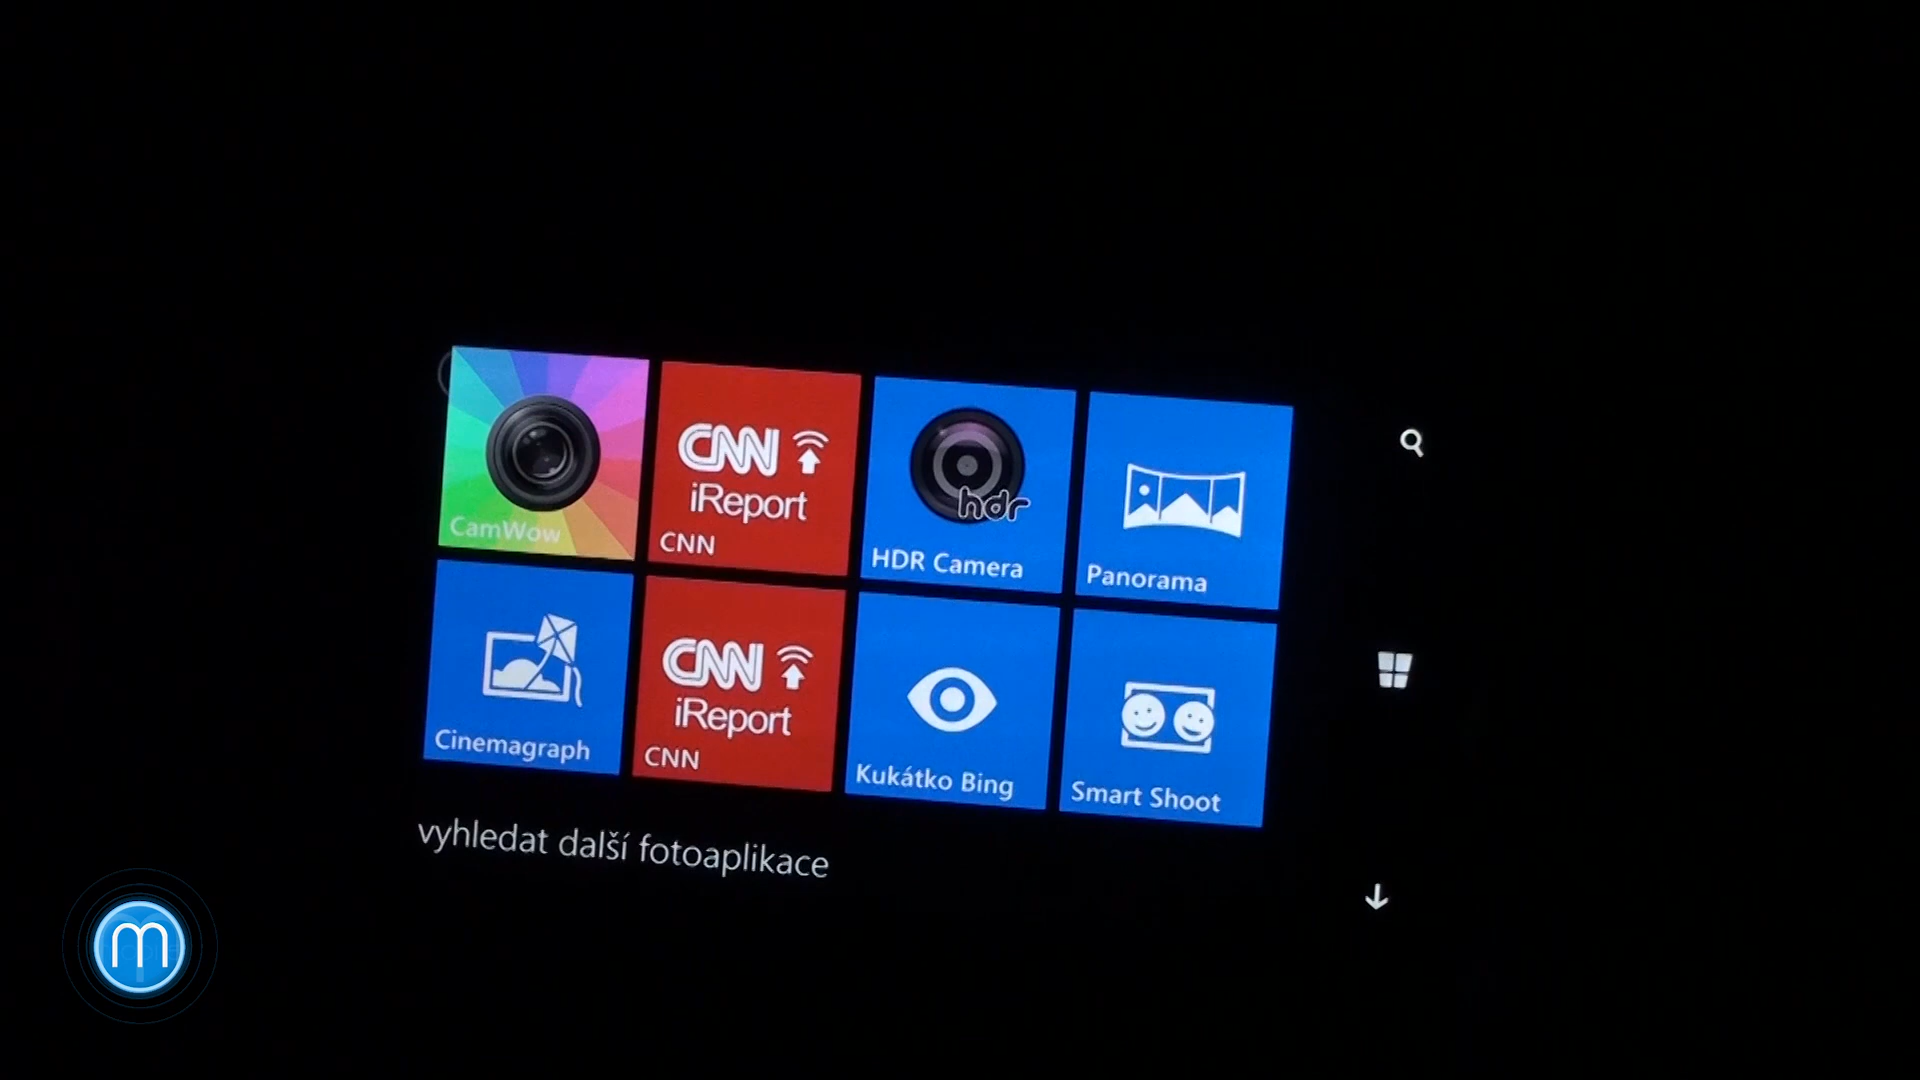 CamWow
CNN
iReport
CNN
hdr
HDR Camera
Panorama
Cinemagraph
CNN
iReport
CNN
Kukátko Bing
Smart Shoot
vyhledat další fotoaplikace
m